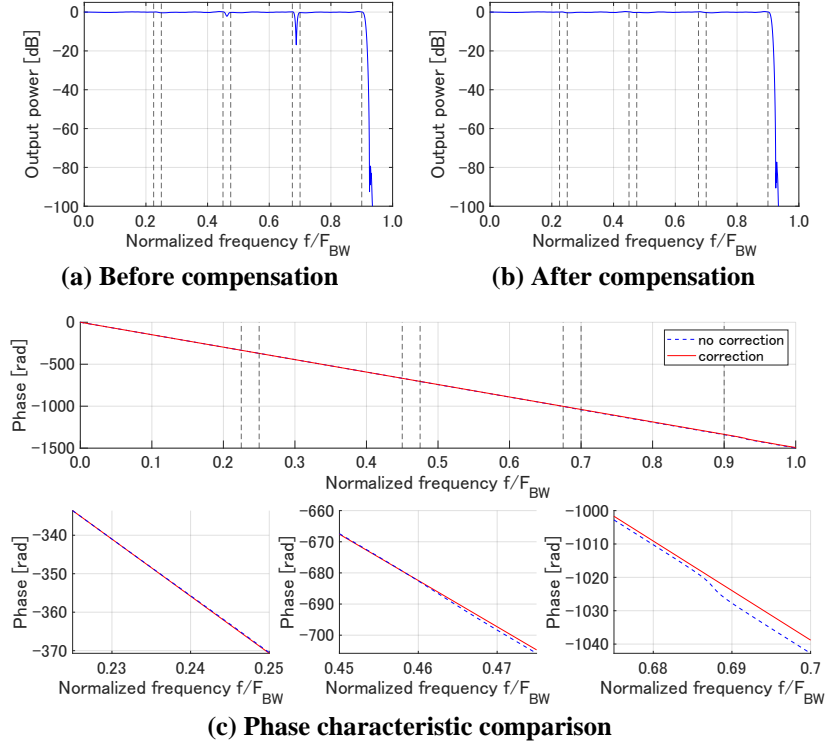 0
−20
−40
−60
−80
−100
Output power [dB]
0.0 0.2 0.4 0.6 0.8 1.0
Normalized frequency f/F_BW
(a) Before compensation
0
−20
−40
−60
−80
−100
Output power [dB]
0.0 0.2 0.4 0.6 0.8 1.0
Normalized frequency f/F_BW
(b) After compensation
0
−500
−1000
−1500
Phase [rad]
no correction
correction
0.0 0.1 0.2 0.3 0.4 0.5 0.6 0.7 0.8 0.9 1.0
Normalized frequency f/F_BW
−340
−350
−360
−370
Phase [rad]
0.23 0.24 0.25
Normalized frequency f/F_BW
−660
−670
−680
−690
−700
Phase [rad]
0.45 0.46 0.47
Normalized frequency f/F_BW
−1000
−1010
−1020
−1030
−1040
Phase [rad]
0.68 0.69 0.7
Normalized frequency f/F_BW
(c) Phase characteristic comparison